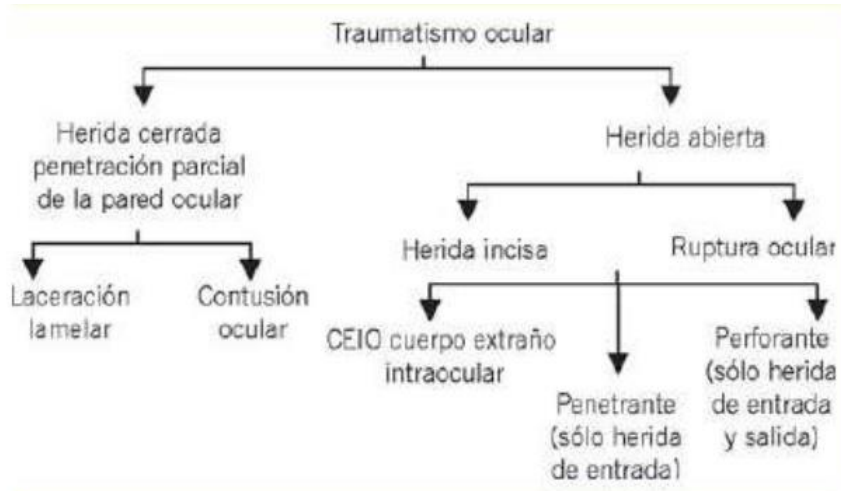 Traumatismo ocular
Herida cerrada
penetración parcial
de la pared ocular
Herida abierta
Laceración
lamelar
Contusión
ocular
Herida incisa
Ruptura ocular
CEIO cuerpo extraño
intraocular
Penetrante
(sólo herida
de entrada)
Perforante
(sólo herida
de entrada
y salida)